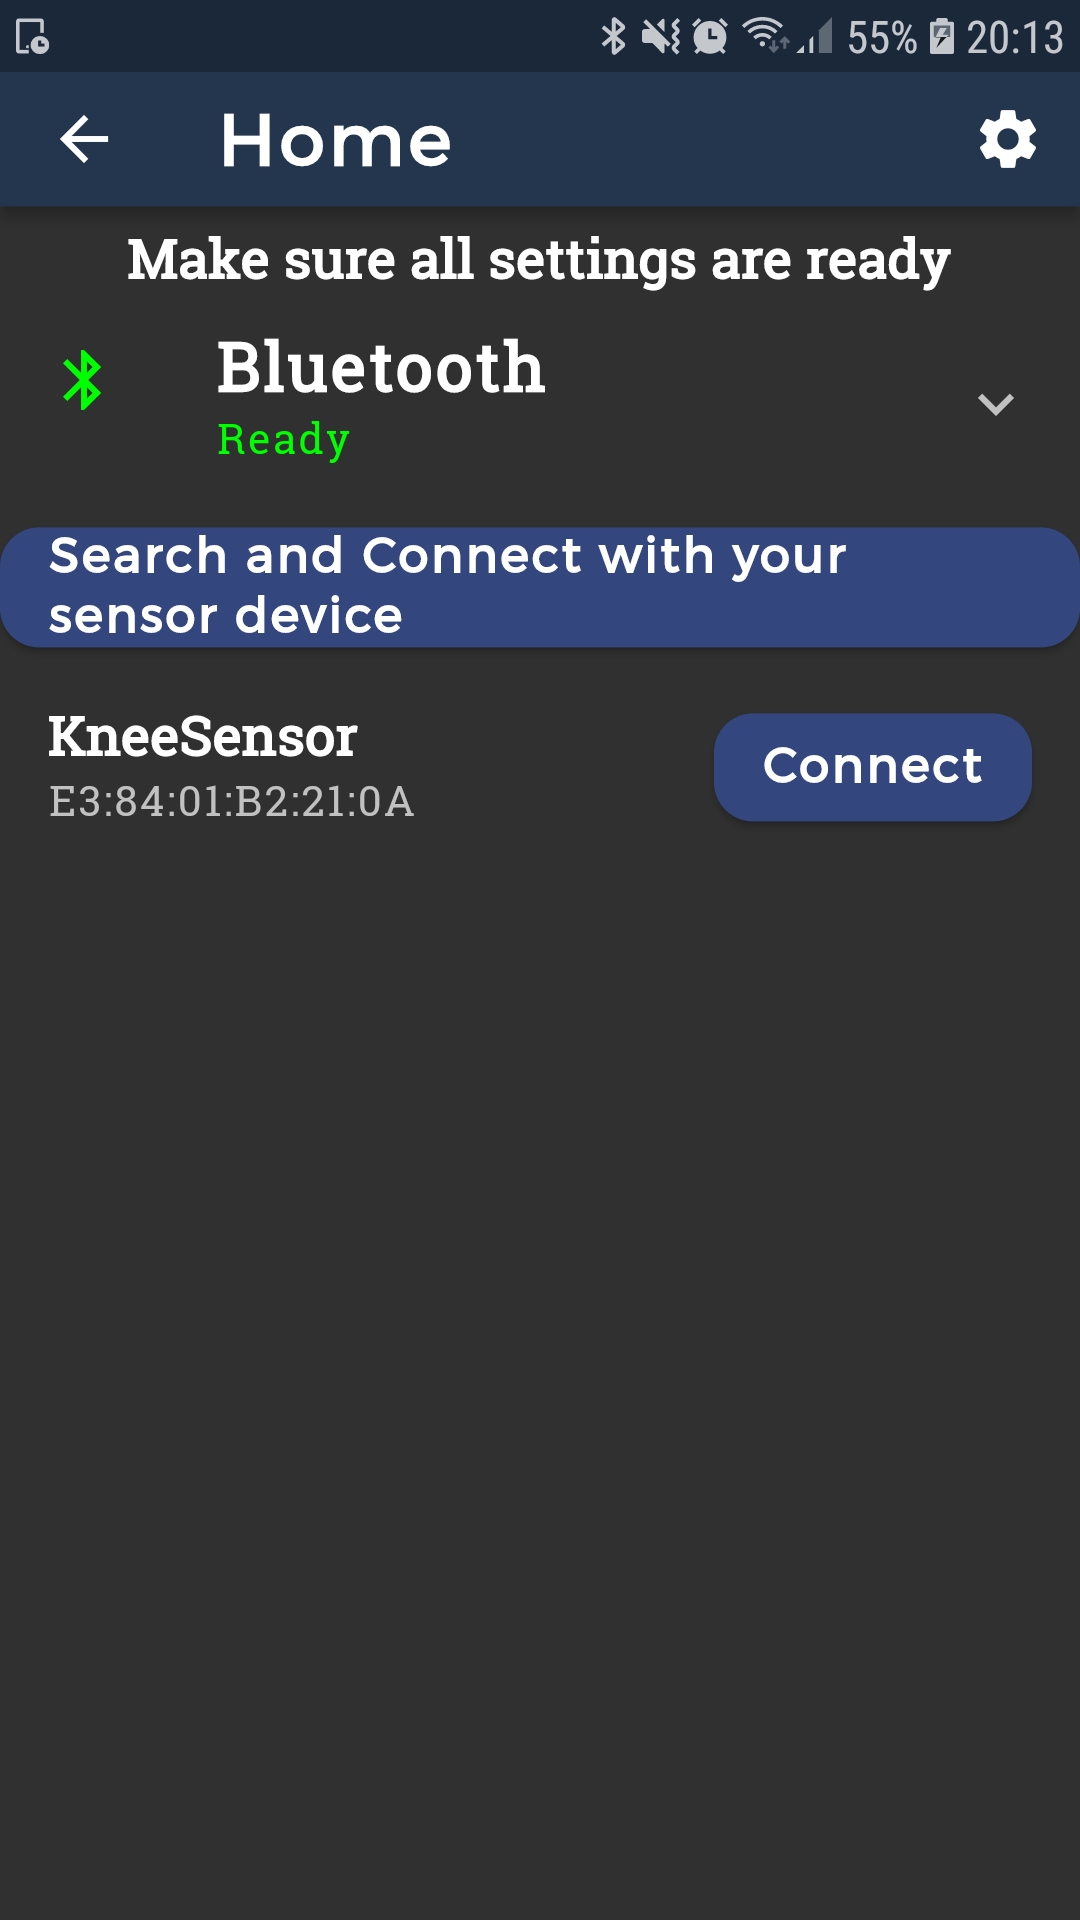 55% 20:13
Home
Make sure all settings are ready
Bluetooth
Ready
Search and Connect with your
sensor device
KneeSensor
E3:84:01:B2:21:0A
Connect